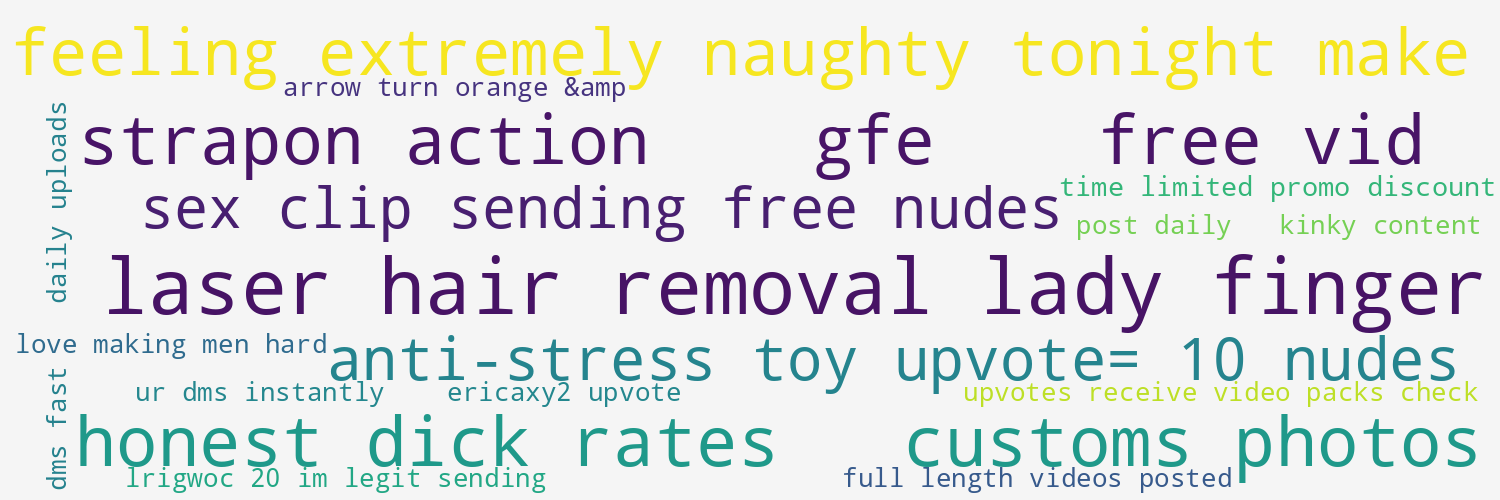 feeling extremely naughty tonight make
arrow turn orange &amp
daily uploads
strapon action
gfe
free vid
time limited promo discount
sex clip sending free nudes
post daily
kinky content
laser hair removal lady finger
love making men hard
anti-stress toy upvote= 10 nudes
dms fast
ur dms instantly
ericaxy2 upvote
upvotes receive video packs check
honest dick rates
customs photos
lrigwoc 20 im legit sending
full length videos posted